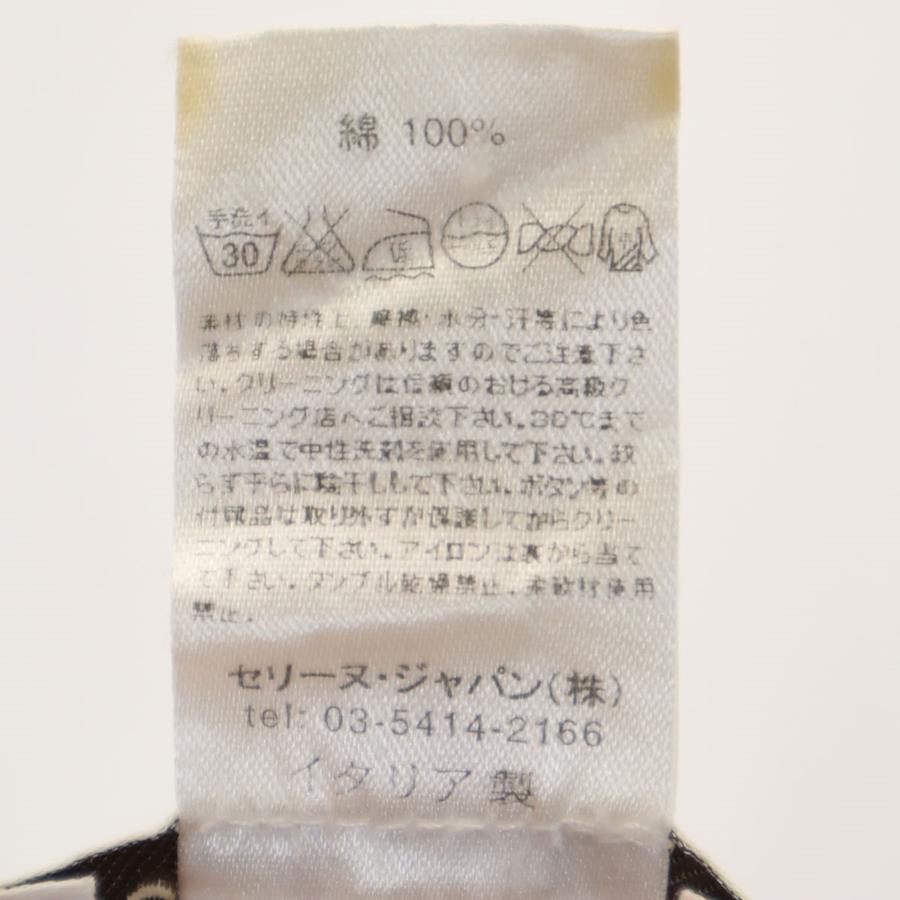 綿 100%
手洗イ
30
素材の特性上、摩擦・水分・汗等により色
落ちする場合がありますのでご注意下さ
い。クリーニングは信頼のおける高級ク
リーニング店へご相談下さい。30℃まで
の水温で中性洗剤を使用して下さい。絞
らず平らに陰干しして下さい。ボタン等の
付属品は取り外すか保護してからクリー
ニングして下さい。アイロンは裏から当て
て下さい。タンブル乾燥禁止。柔軟材使用
禁止。
セリーヌ・ジャパン(株)
tel: 03-5414-2166
イタリア製